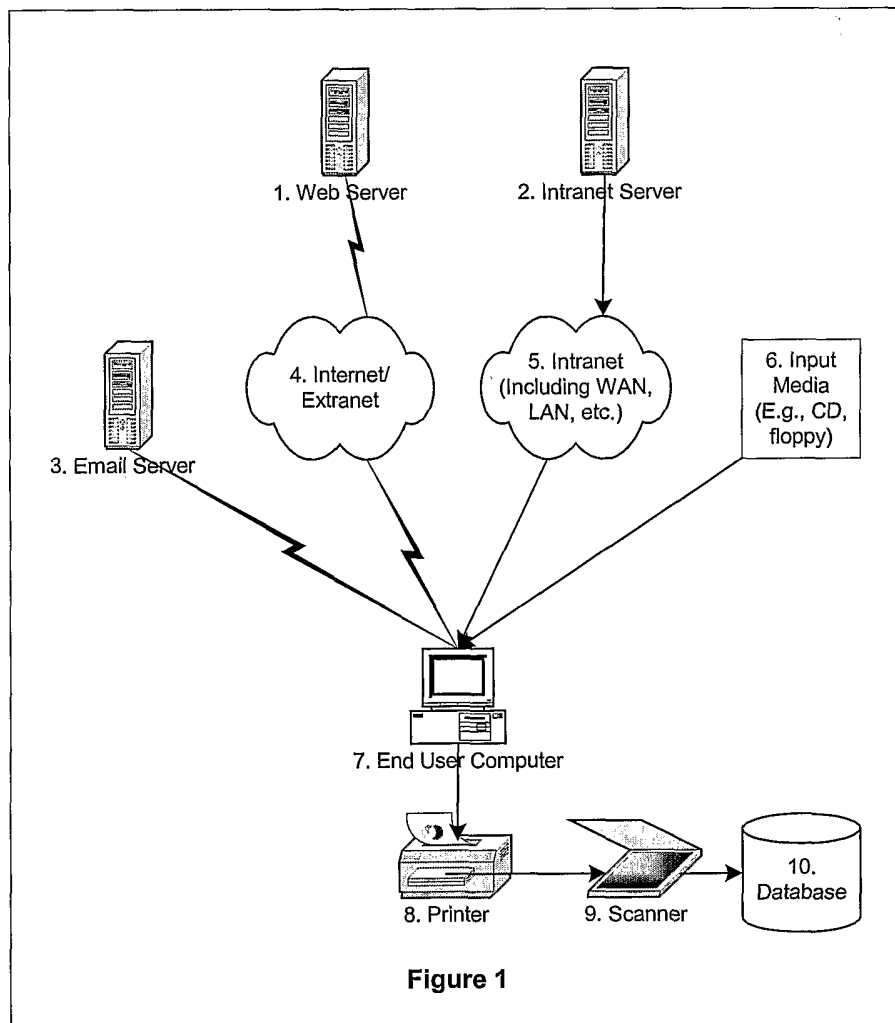 1. Web Server
2. Intranet Server
3. Email Server
4. Internet/
Extranet
5. Intranet
(Including WAN,
LAN, etc.)
6. Input
Media
(E.g., CD,
floppy)
7. End User Computer
8. Printer
9. Scanner
10.
Database
Figure 1